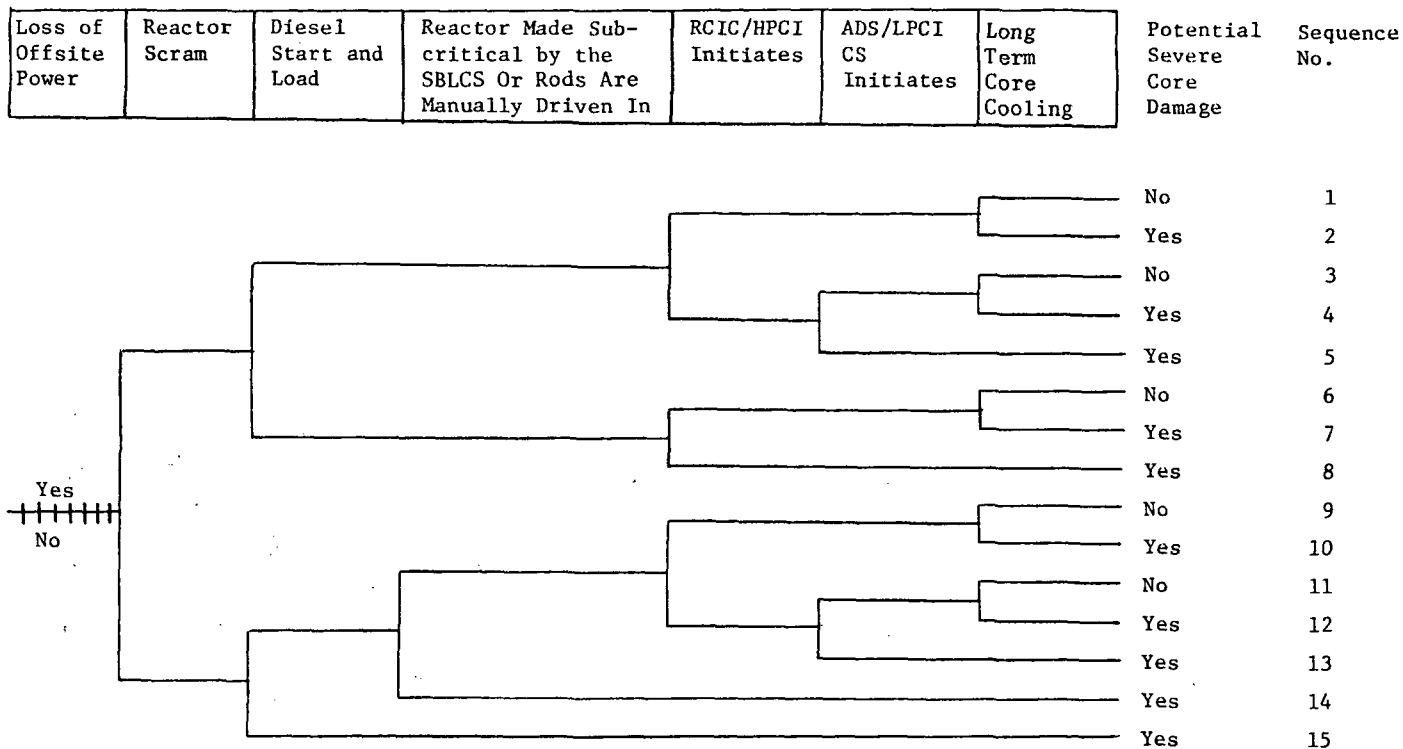 Loss of
Offsite
Power
Reactor
Scram
Diesel
Start and
Load
Reactor Made Sub-
critical by the
SBLCS Or Rods Are
Manually Driven In
RCIC/HPCI
Initiates
ADS/LPCI
CS
Initiates
Long
Term
Core
Cooling
Potential
Severe
Core
Damage
Sequence
No.
No 1
Yes 2
No 3
Yes 4
Yes 5
No 6
Yes 7
Yes 8
Yes
No
No 9
Yes 10
No 11
Yes 12
Yes 13
Yes 14
Yes 15